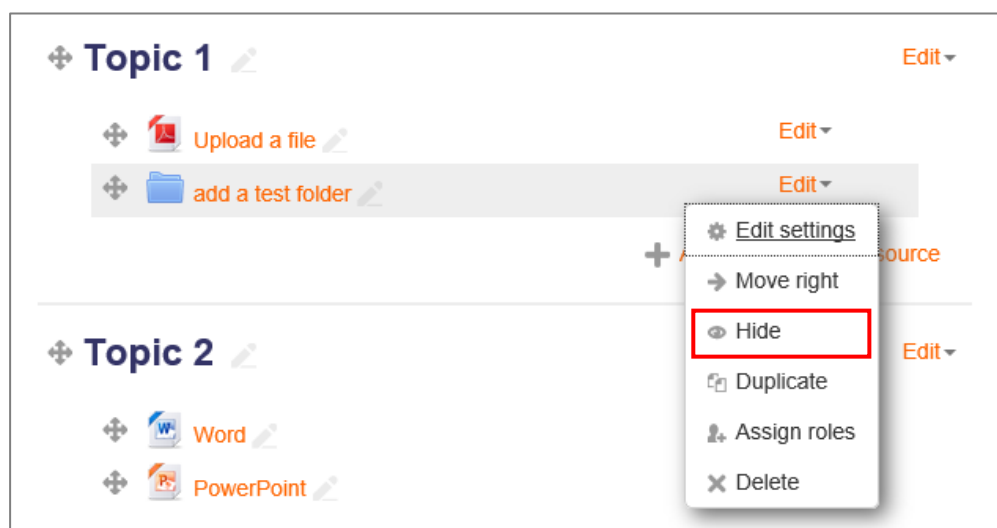 Topic 1 Edit
Upload a file Edit
add a test folder Edit
Edit settings
source
Move right
Hide
Topic 2 Edit
Duplicate
Word Assign roles
PowerPoint Delete